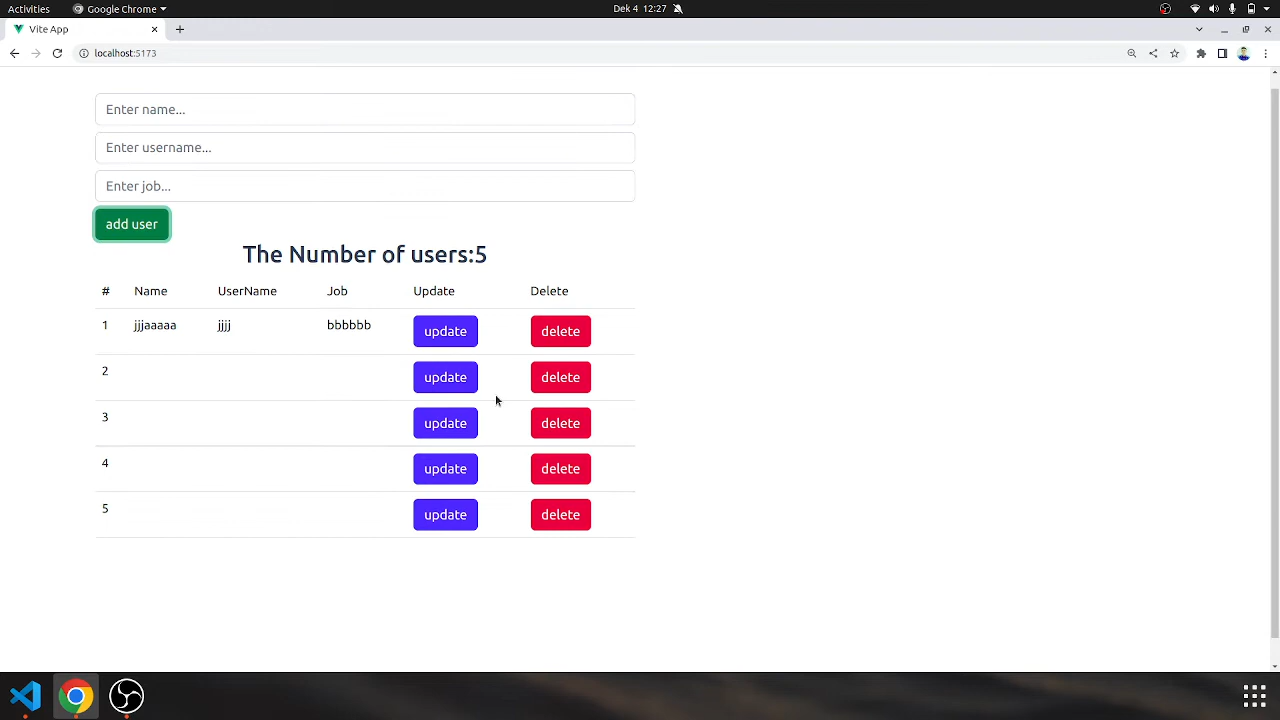 Activities Google Chrome Dek 4 12:27
Vite App
localhost:5173
Enter name...
Enter username...
Enter job...
add user
The Number of users:5
# Name UserName Job Update Delete
1 jjjaaaaa jjjj bbbbbb update delete
2 update delete
3 update delete
4 update delete
5 update delete